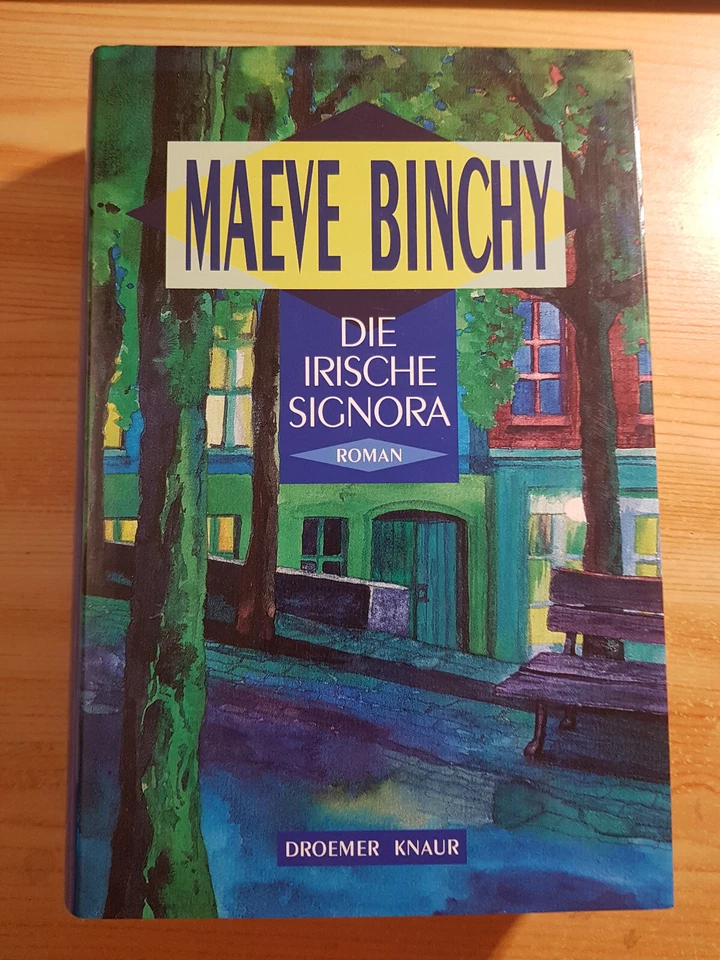 MAEVE BINCHY
DIE
IRISCHE
SIGNORA
ROMAN
DROEMER KNAUR